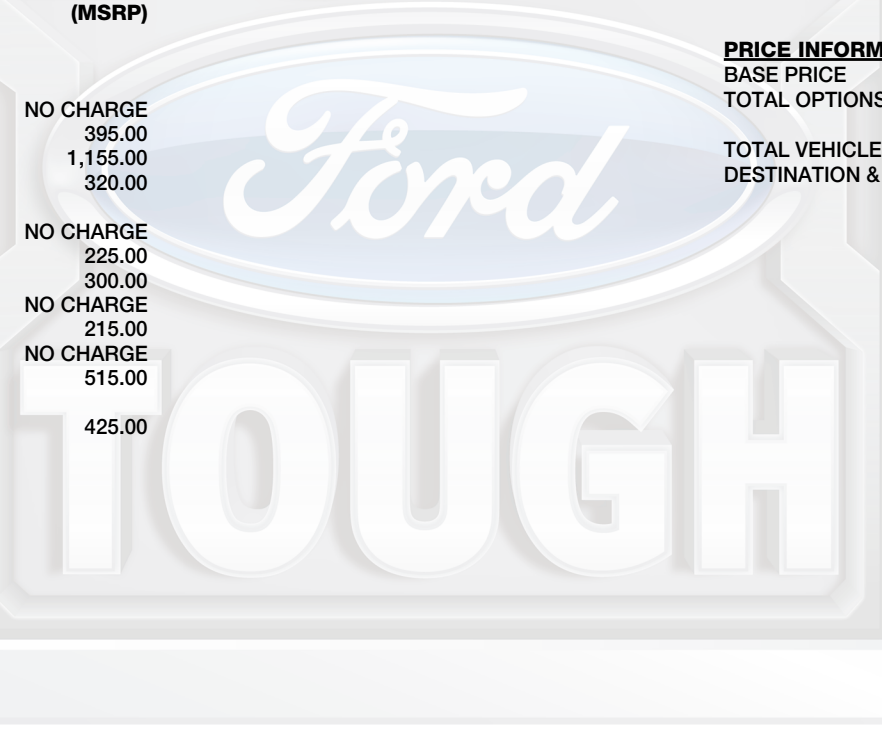 (MSRP)
NO CHARGE
395.00
1,155.00
320.00
NO CHARGE
225.00
300.00
NO CHARGE
215.00
NO CHARGE
515.00
425.00
PRICE INFORM
BASE PRICE
TOTAL OPTIONS
TOTAL VEHICLE
DESTINATION &
Ford
TOUGH